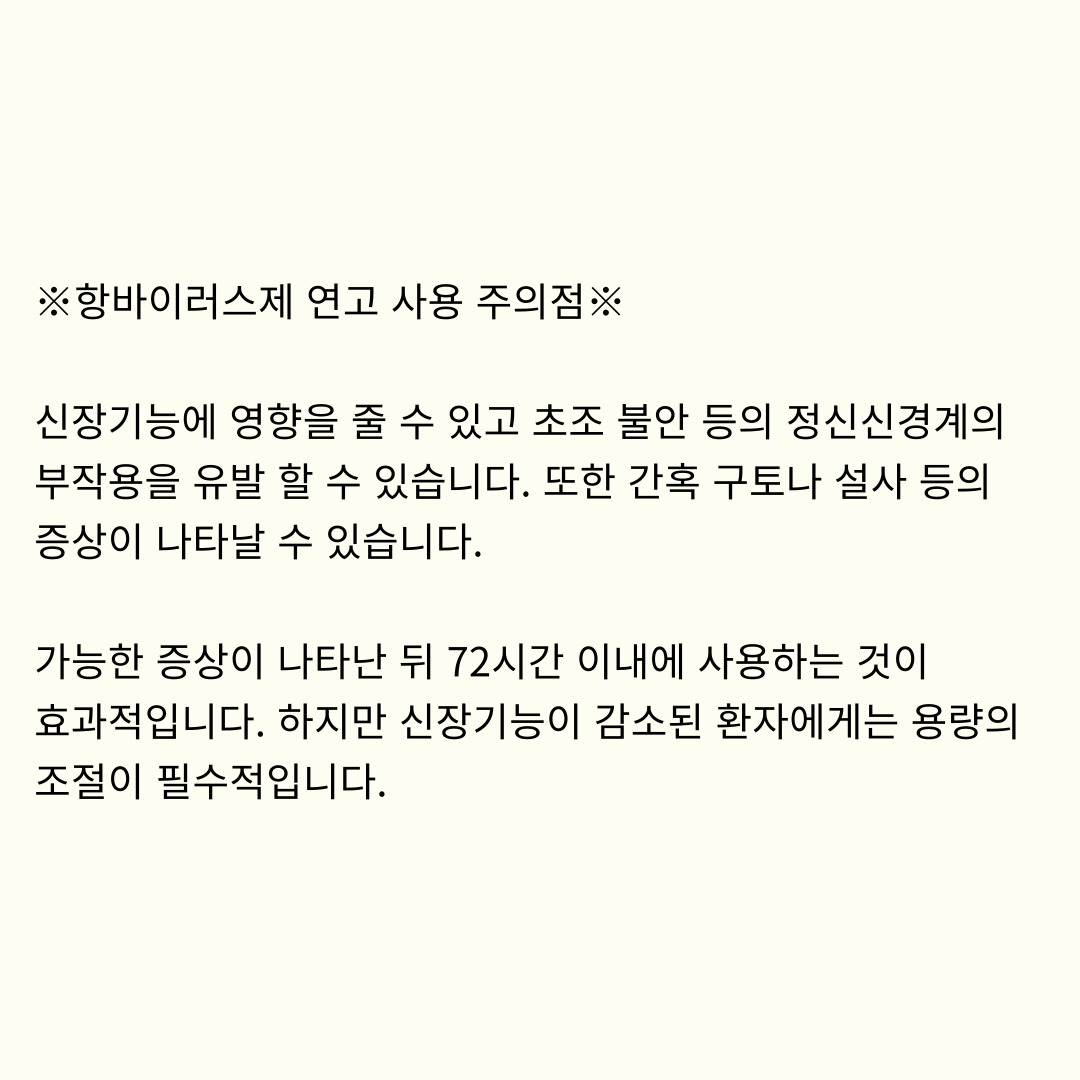 ※항바이러스제 연고 사용 주의점※
신장기능에 영향을 줄 수 있고 초조 불안 등의 정신신경계의
부작용을 유발 할 수 있습니다. 또한 간혹 구토나 설사 등의
증상이 나타날 수 있습니다.
가능한 증상이 나타난 뒤 72시간 이내에 사용하는 것이
효과적입니다. 하지만 신장기능이 감소된 환자에게는 용량의
조절이 필수적입니다.